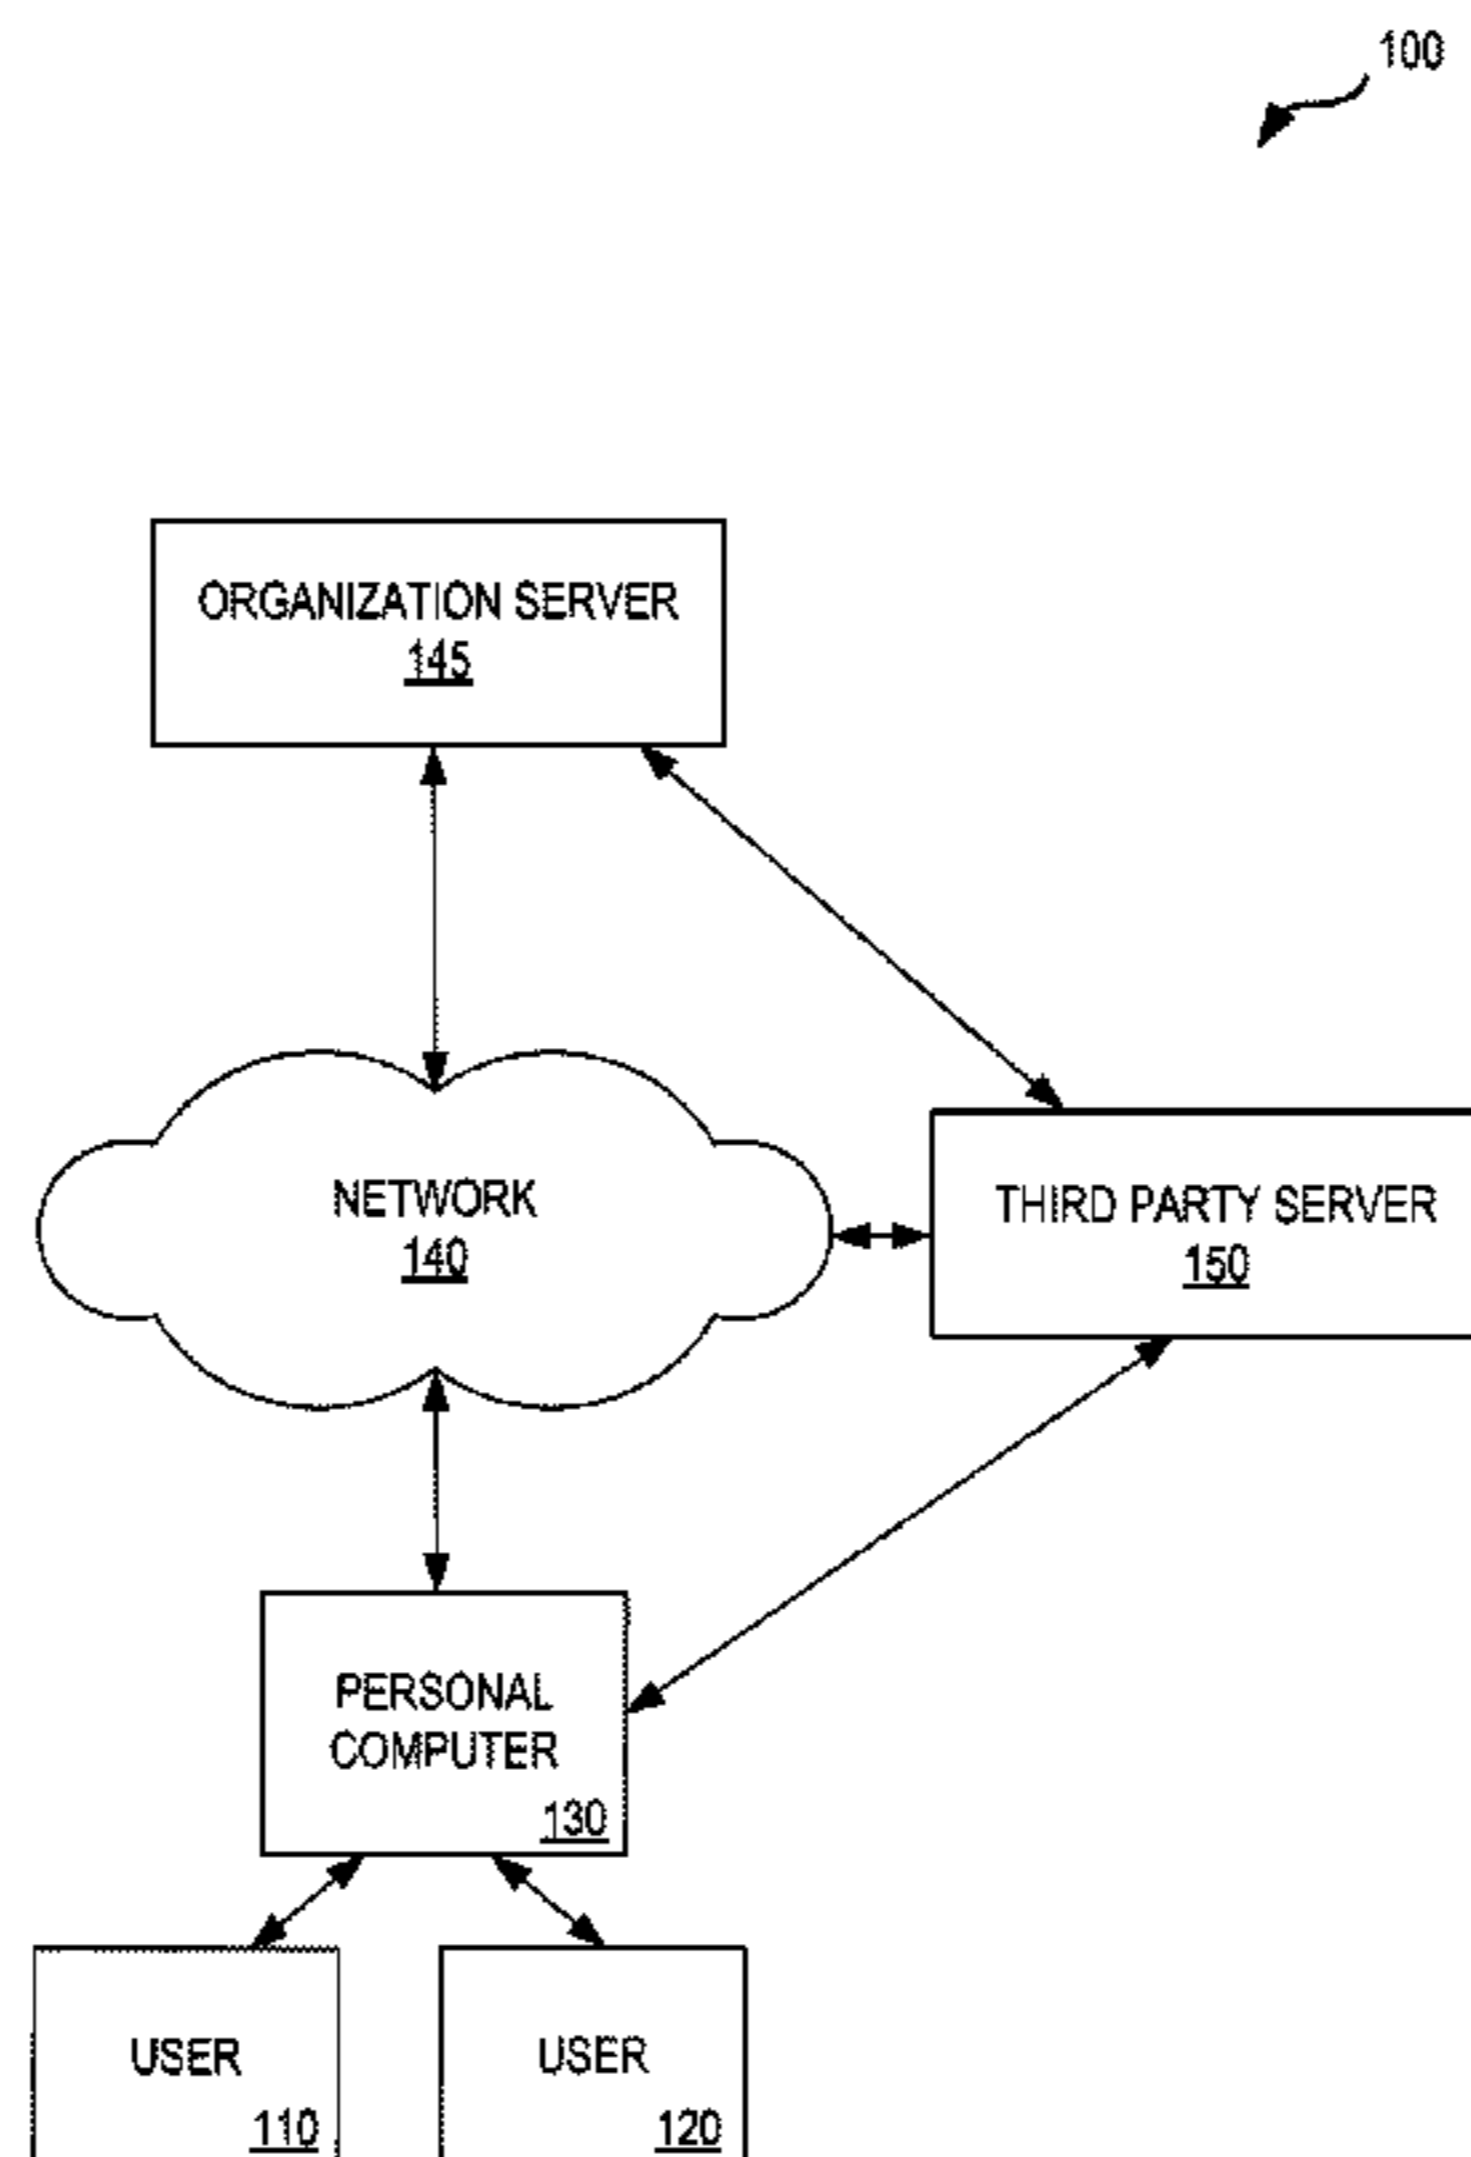 100
ORGANIZATION SERVER
145
NETWORK
140
THIRD PARTY SERVER
150
PERSONAL
COMPUTER
130
USER
110
USER
120